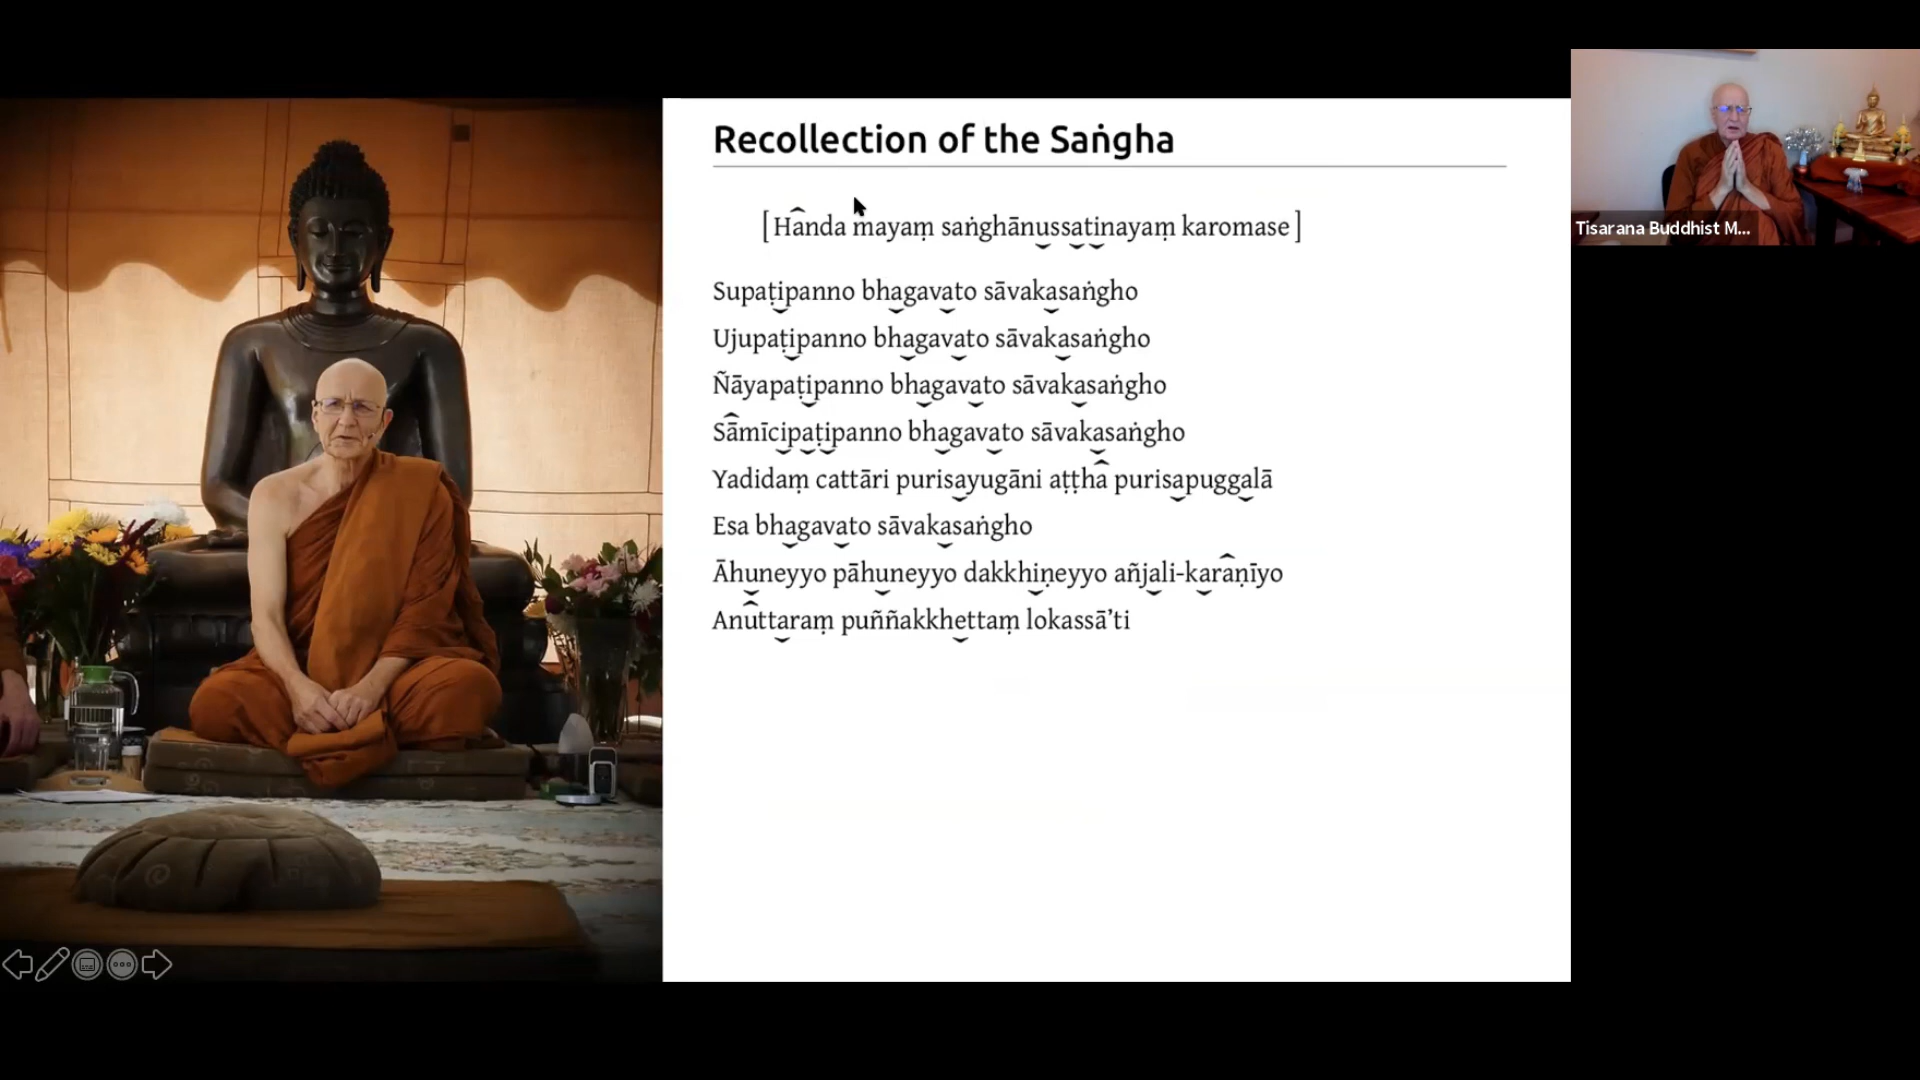 Recollection of the Saṅgha
[Handa mayaṃ saṅghānussatinayaṃ karomase]
Supaṭipanno bhagavato sāvakasaṅgho
Ujupaṭipanno bhagavato sāvakasaṅgho
Ñāyapaṭipanno bhagavato sāvakasaṅgho
Sāmīcipaṭipanno bhagavato sāvakasaṅgho
Yadidaṃ cattāri purisayugāni aṭṭha purisapuggalā
Esa bhagavato sāvakasaṅgho
Āhuneyyo pāhuneyyo dakkhiṇeyyo añjali-karaṇīyo
Anuttaraṃ puññakkhettaṃ lokassā’ti
Tisarana Buddhist M...